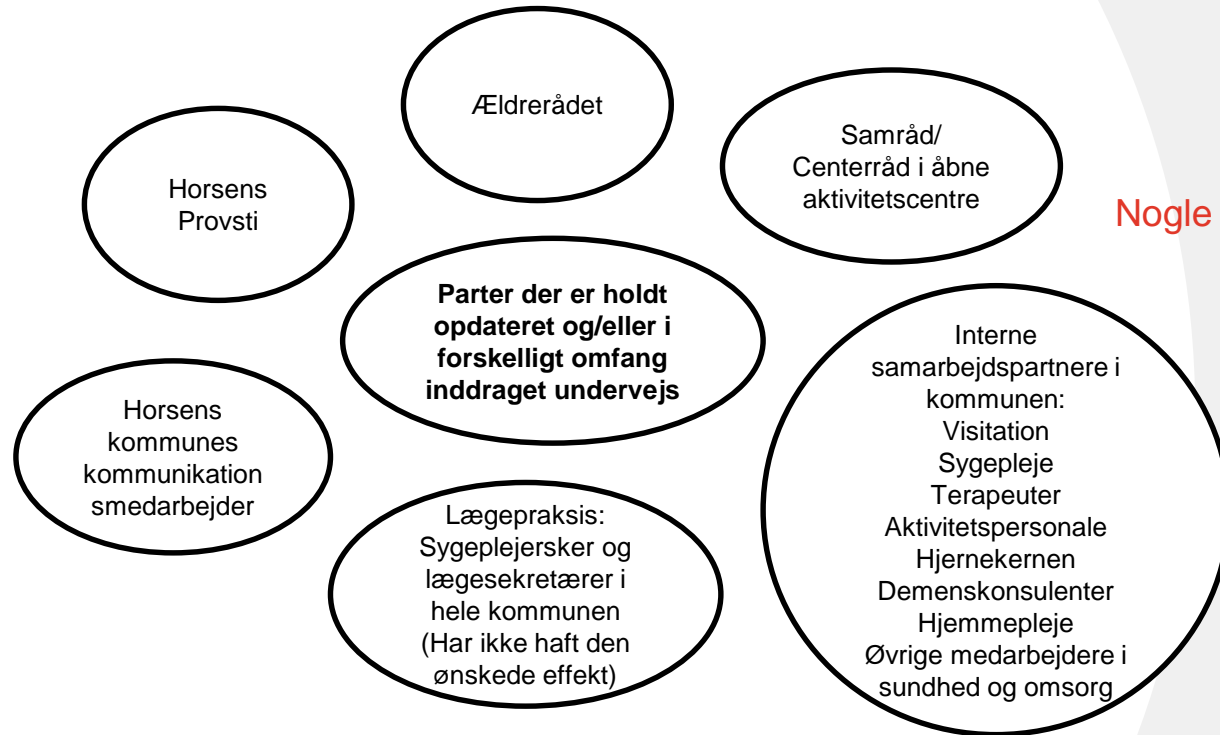 Ældrerådet
Samråd/
Centerråd i åbne
aktivitetscentre
Horsens
Provsti
Nogle
Parter der er holdt
opdateret og/eller i
forskelligt omfang
inddraget undervejs
Interne
samarbejdspartnere i
kommunen:
Visitation
Sygepleje
Terapeuter
Aktivitetspersonale
Hjernekernen
Demenskonsulenter
Hjemmepleje
Øvrige medarbejdere i
sundhed og omsorg
Horsens
kommunes
kommunikation
smedarbejder
Lægepraksis:
Sygeplejersker og
lægesekretærer i
hele kommunen
(Har ikke haft den
ønskede effekt)